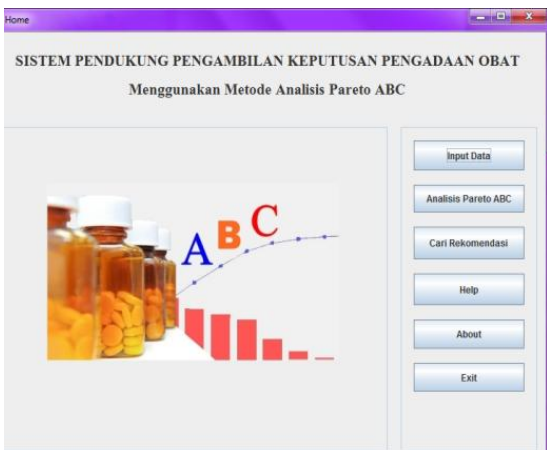 Home
SISTEM PENDUKUNG PENGAMBILAN KEPUTUSAN PENGADAAN OBAT
Menggunakan Metode Analisis Pareto ABC
A B C
Input Data
Analisis Pareto ABC
Cari Rekomendasi
Help
About
Exit